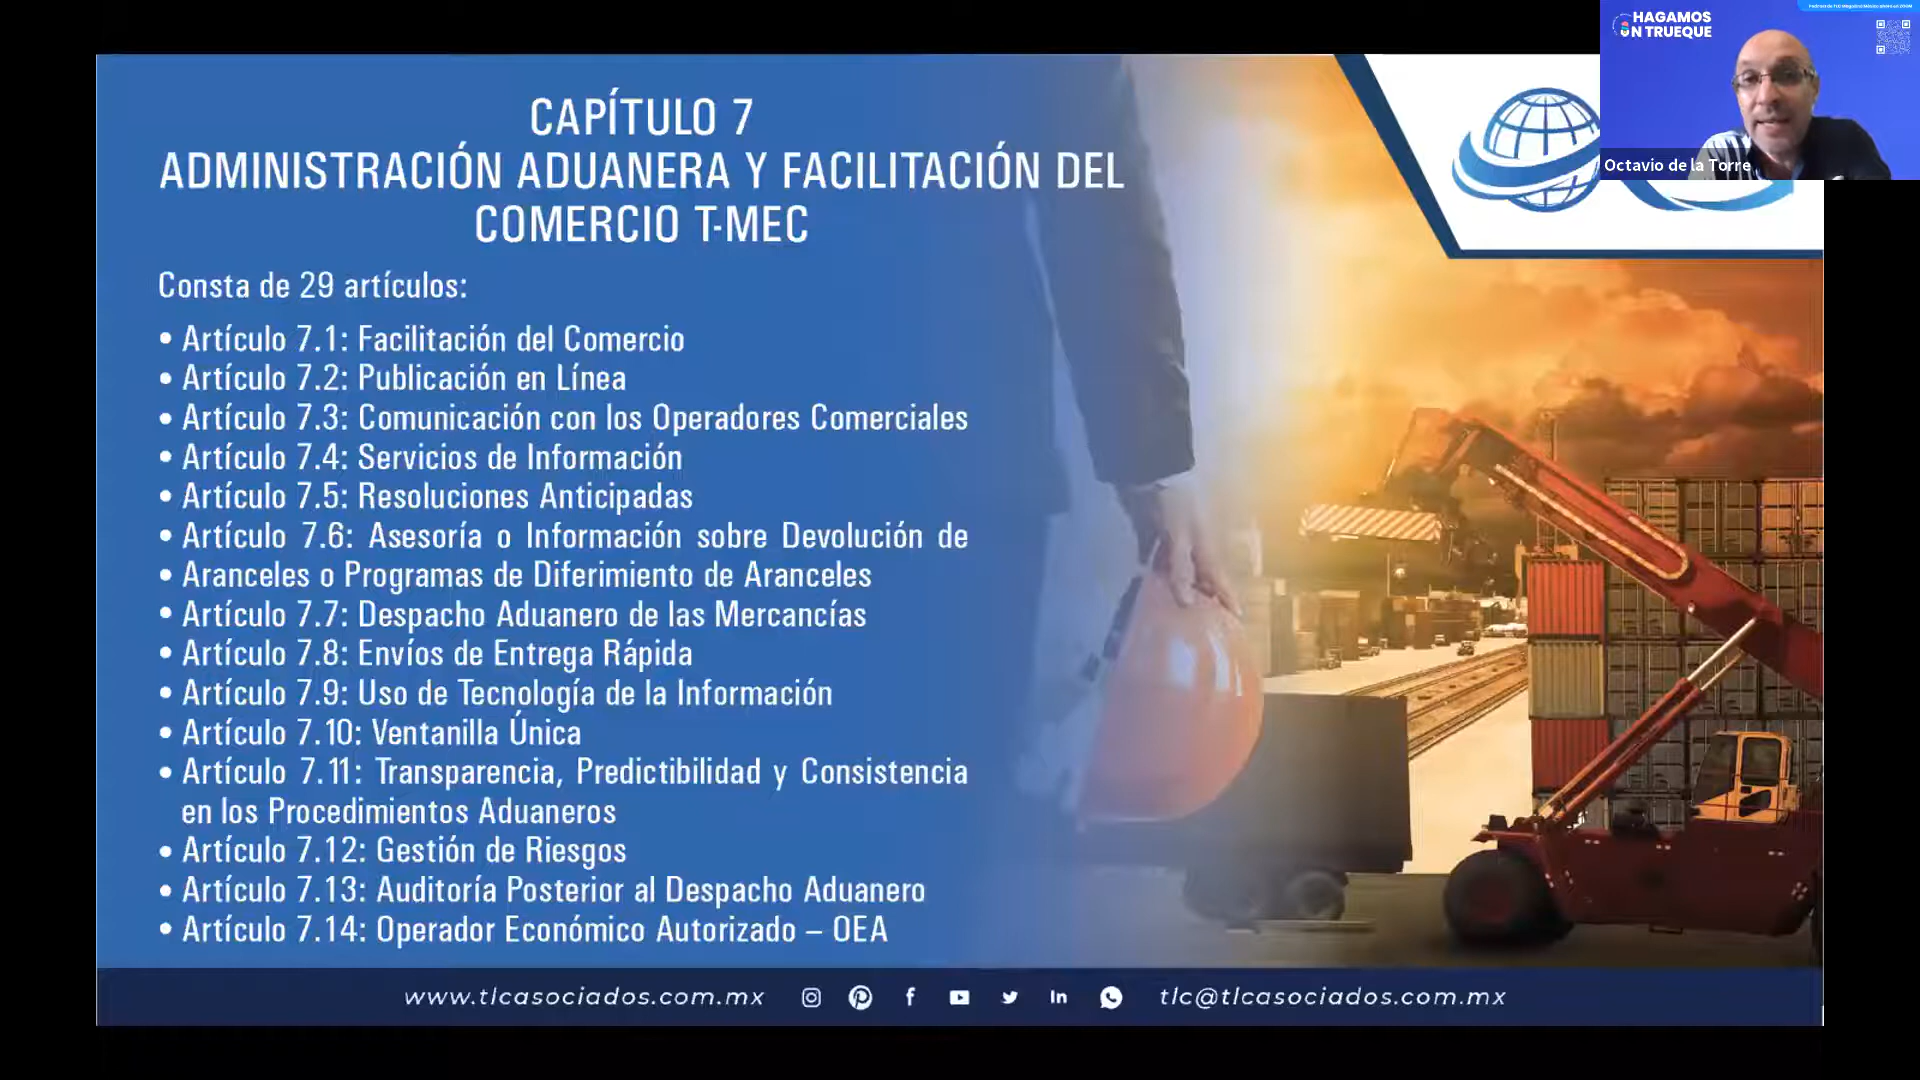 CAPÍTULO 7
ADMINISTRACIÓN ADUANERA Y FACILITACIÓN DEL
COMERCIO T-MEC
Consta de 29 artículos:
• Artículo 7.1: Facilitación del Comercio
• Artículo 7.2: Publicación en Línea
• Artículo 7.3: Comunicación con los Operadores Comerciales
• Artículo 7.4: Servicios de Información
• Artículo 7.5: Resoluciones Anticipadas
• Artículo 7.6: Asesoría o Información sobre Devolución de
• Aranceles o Programas de Diferimiento de Aranceles
• Artículo 7.7: Despacho Aduanero de las Mercancías
• Artículo 7.8: Envíos de Entrega Rápida
• Artículo 7.9: Uso de Tecnología de la Información
• Artículo 7.10: Ventanilla Única
• Artículo 7.11: Transparencia, Predictibilidad y Consistencia
en los Procedimientos Aduaneros
• Artículo 7.12: Gestión de Riesgos
• Artículo 7.13: Auditoría Posterior al Despacho Aduanero
• Artículo 7.14: Operador Económico Autorizado – OEA
www.tlcasociados.com.mx
tlc@tlcasociados.com.mx
HAGAMOS
UN TRUEQUE
Octavio de la Torre